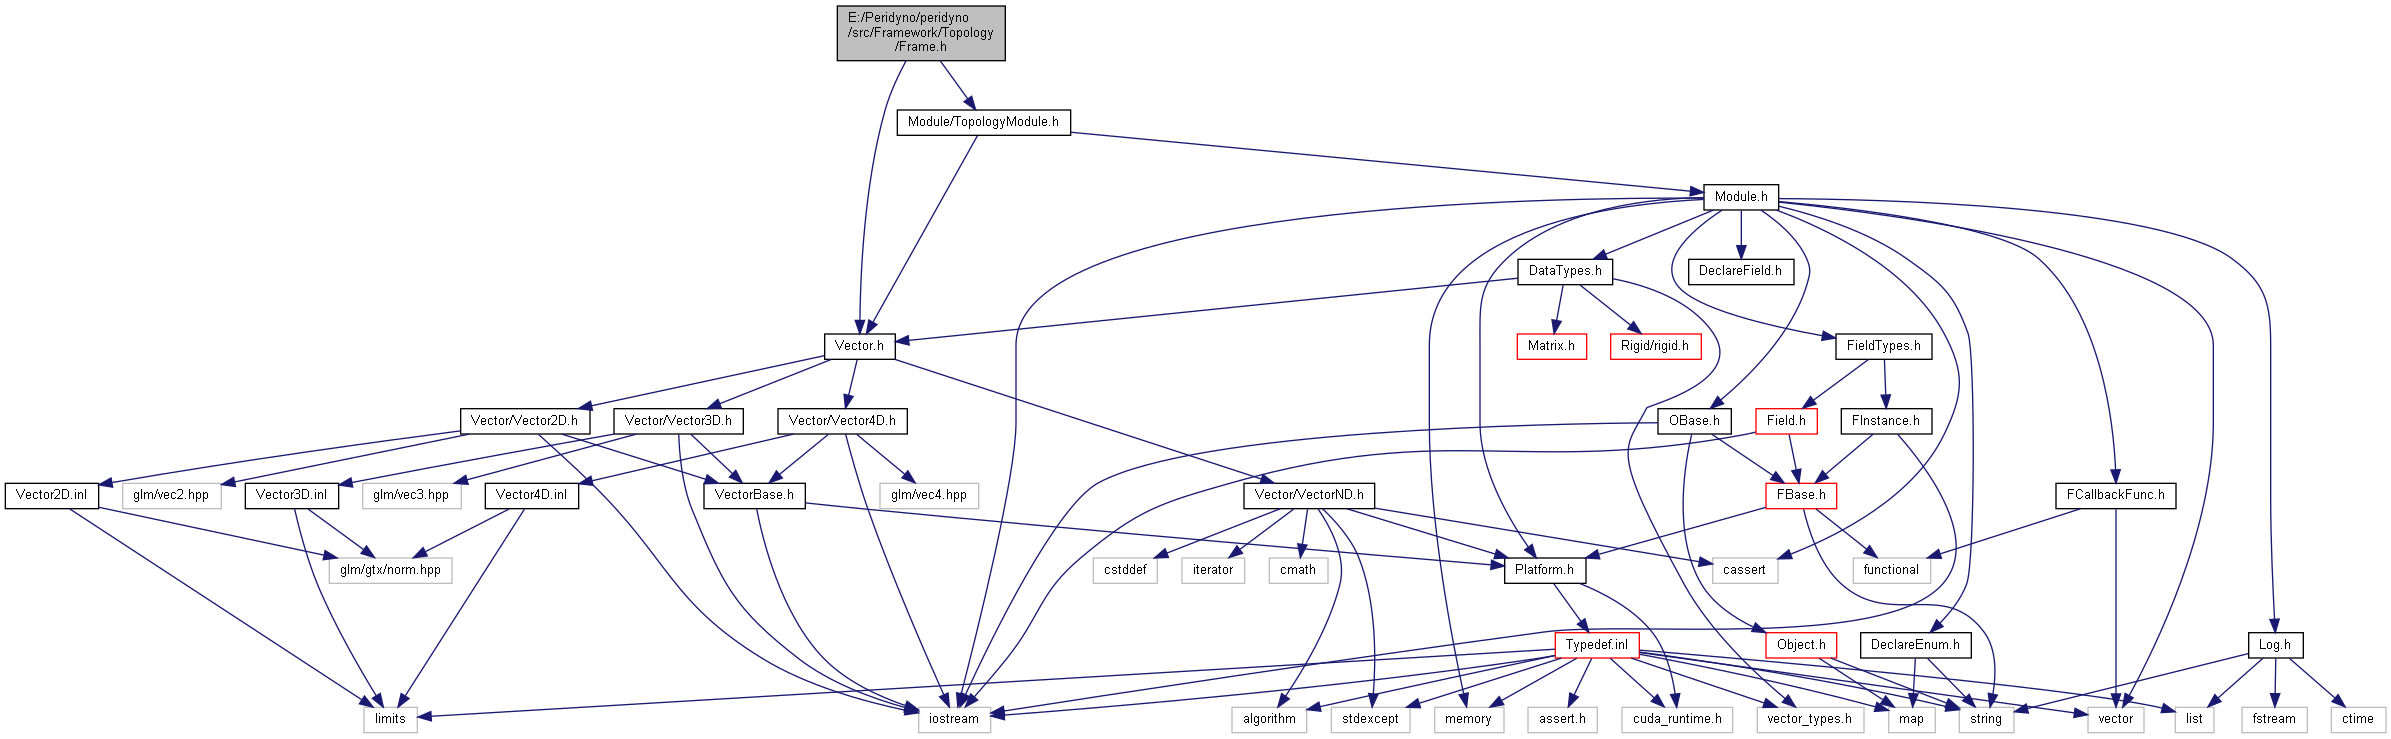 E:/Peridyno/peridyno
/src/Framework/Topology
/Frame.h
Module/TopologyModule.h
Module.h
DataTypes.h
DeclareField.h
Vector.h
Matrix.h
Rigid/rigid.h
FieldTypes.h
Vector/Vector2D.h
Vector/Vector3D.h
Vector/Vector4D.h
OBase.h
Field.h
FInstance.h
Vector2D.inl
glm/vec2.hpp
Vector3D.inl
glm/vec3.hpp
Vector4D.inl
VectorBase.h
glm/vec4.hpp
Vector/VectorND.h
FBase.h
FCallbackFunc.h
glm/gtx/norm.hpp
cstddef
iterator
cmath
Platform.h
cassert
functional
Typedef.inl
Object.h
DeclareEnum.h
Log.h
limits
iostream
algorithm
stdexcept
memory
assert.h
cuda_runtime.h
vector_types.h
map
string
vector
list
fstream
ctime